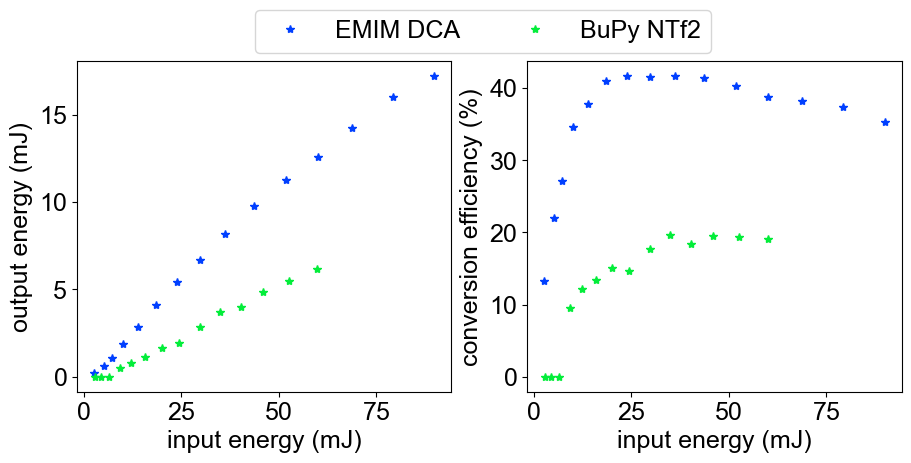 EMIM DCA
BuPy NTf2
output energy (mJ)
15
10
5
0
0
25
50
75
input energy (mJ)
conversion efficiency (%)
40
30
20
10
0
0
25
50
75
input energy (mJ)